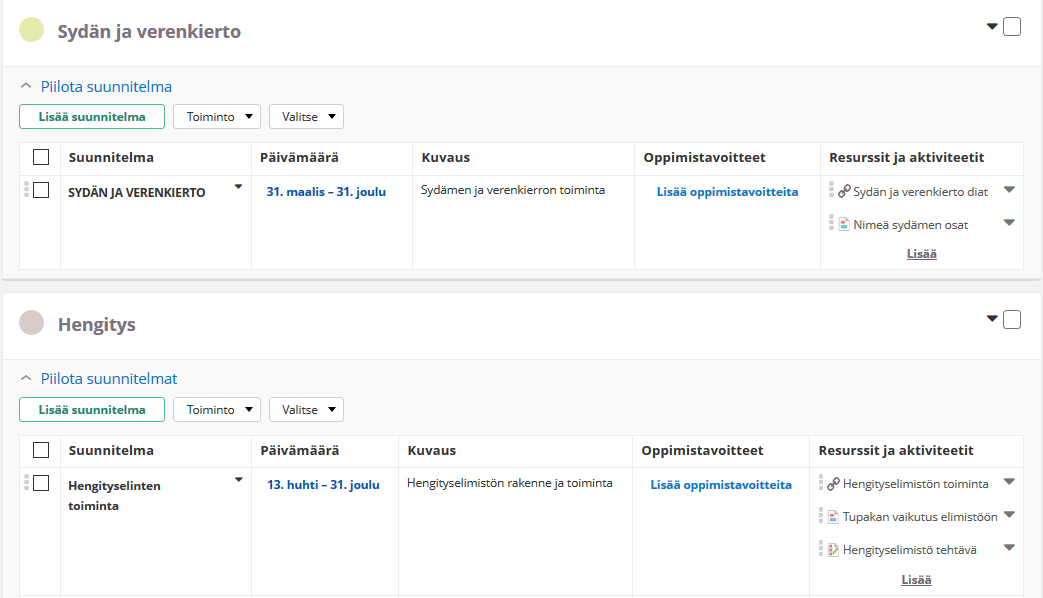 Sydän ja verenkierto
Piilota suunnitelma
Lisää suunnitelma Toiminto Valitse
Suunnitelma Päivämäärä Kuvaus Oppimistavoitteet Resurssit ja aktiviteetit
SYDÄN JA VERENKIERTO 31. maalis – 31. joulu Sydämen ja verenkierron toiminta Lisää oppimistavoitteita Sydän ja verenkierto diat
Nimeä sydämen osat
Lisää
Hengitys
Piilota suunnitelmat
Lisää suunnitelma Toiminto Valitse
Suunnitelma Päivämäärä Kuvaus Oppimistavoitteet Resurssit ja aktiviteetit
Hengityselinten 13. huhti – 31. joulu Hengityselimistön rakenne ja toiminta Lisää oppimistavoitteita Hengityselimistön toiminta
toiminta
Tupakan vaikutus elimistöön
Hengityselimistö tehtävä
Lisää